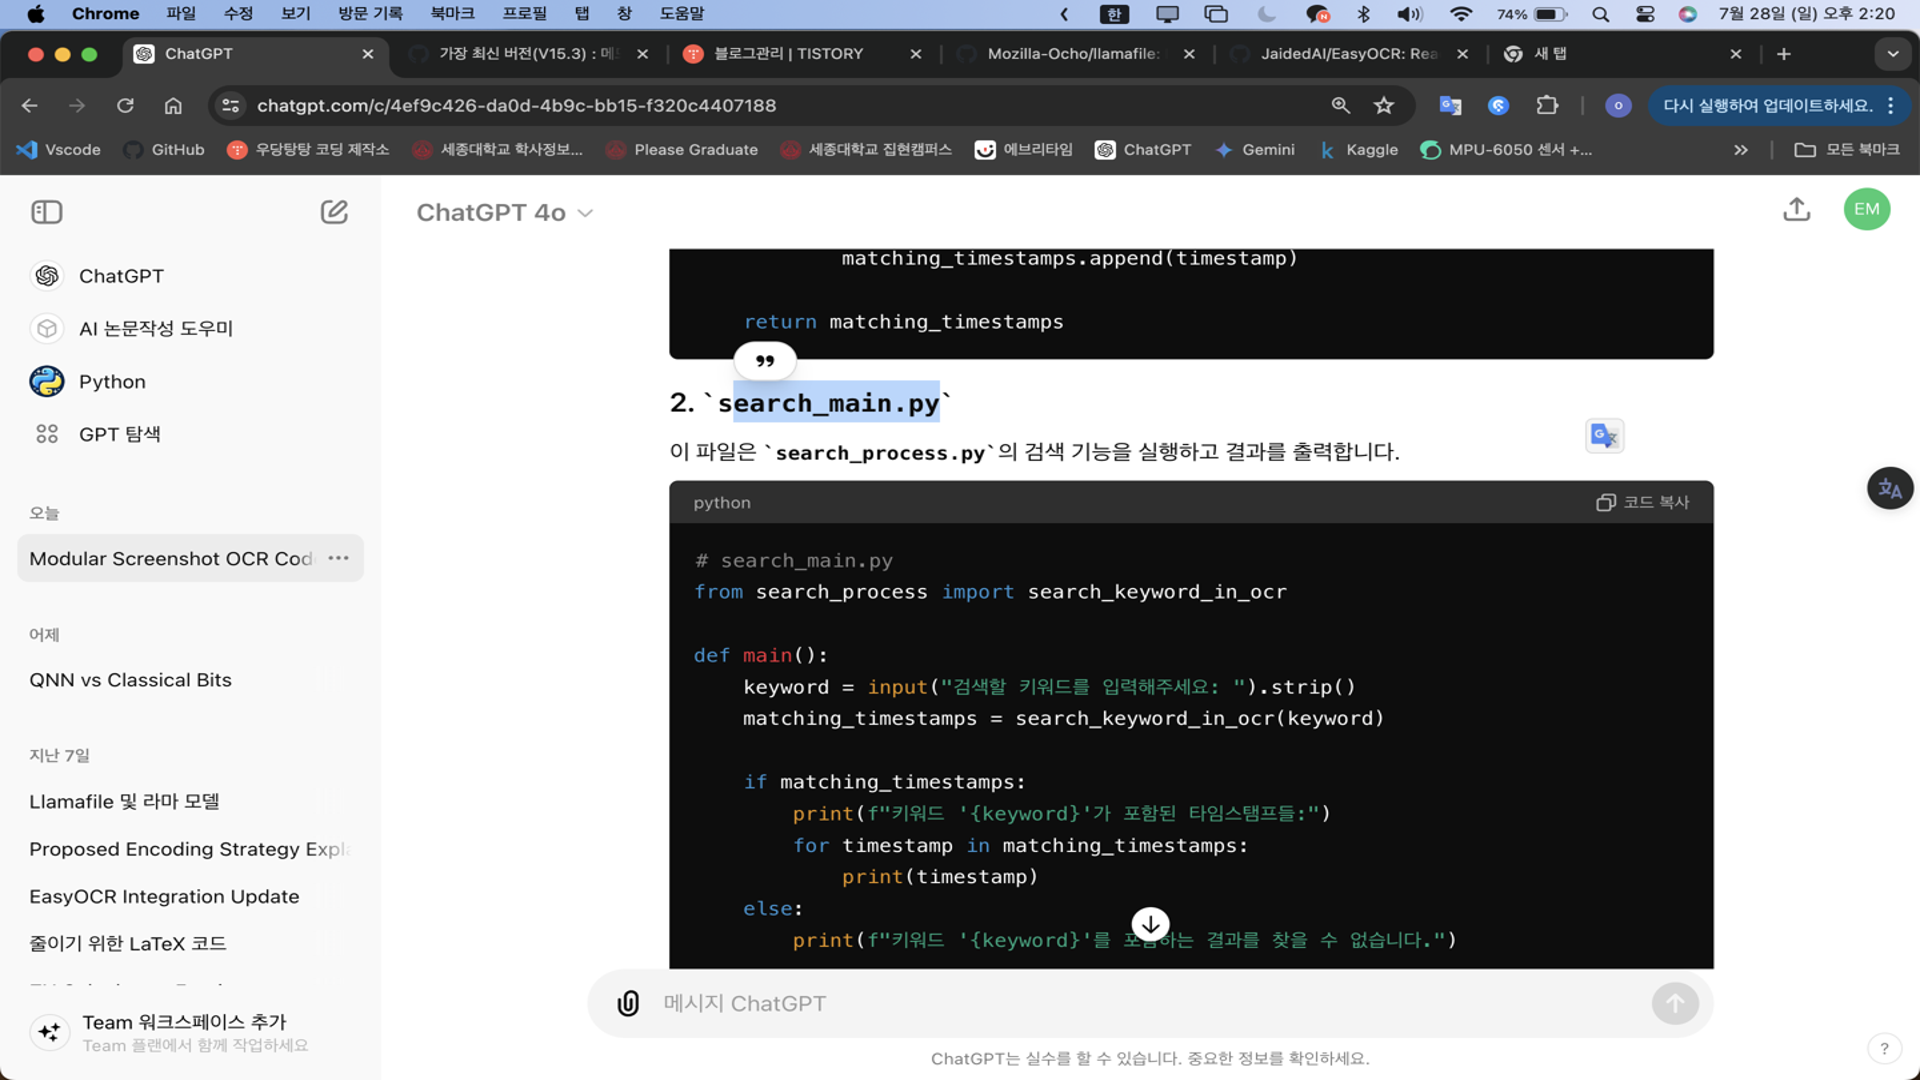 Chrome 파일 수정 보기 방문 기록 북마크 프로필 탭 창 도움말 한 N 74% 7월 28일 (일) 오후 2:20
ChatGPT 가장 최신 버전(V15.3) : 메 블로그관리 | TISTORY Mozilla-Ocho/llamafile: JaidedAI/EasyOCR: Rea 새 탭
chatgpt.com/c/4ef9c426-da0d-4b9c-bb15-f320c4407188 o 다시 실행하여 업데이트하세요.
Vscode GitHub 우당탕탕 코딩 제작소 세종대학교 학사정보... Please Graduate 세종대학교 집현캠퍼스 에브리타임 ChatGPT Gemini Kaggle MPU-6050 센서 +... 모든 북마크
ChatGPT 4o
EM
ChatGPT
AI 논문작성 도우미
Python
GPT 탐색
오늘
Modular Screenshot OCR Cod
어제
QNN vs Classical Bits
지난 7일
Llamafile 및 라마 모델
Proposed Encoding Strategy Expla
EasyOCR Integration Update
줄이기 위한 LaTeX 코드
Team 워크스페이스 추가
Team 플랜에서 함께 작업하세요
matching_timestamps.append(timestamp)
return matching_timestamps
2. `search_main.py`
이 파일은 `search_process.py`의 검색 기능을 실행하고 결과를 출력합니다.
python 코드 복사
# search_main.py
from search_process import search_keyword_in_ocr
def main():
keyword = input("검색할 키워드를 입력해주세요: ").strip()
matching_timestamps = search_keyword_in_ocr(keyword)
if matching_timestamps:
print(f"키워드 '{keyword}'가 포함된 타임스탬프들:")
for timestamp in matching_timestamps:
print(timestamp)
else:
print(f"키워드 '{keyword}'를 포함하는 결과를 찾을 수 없습니다.")
메시지 ChatGPT
ChatGPT는 실수를 할 수 있습니다. 중요한 정보를 확인하세요.
?